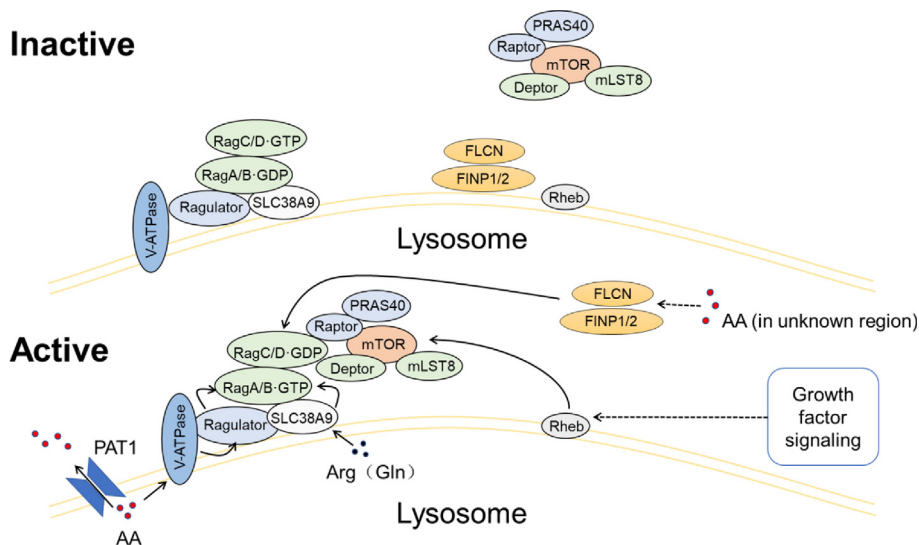 Inactive
PRAS40
Raptor
mTOR
Deptor
mLST8
RagC/D·GTP
RagA/B·GDP
Ragulator
SLC38A9
V-ATPase
FLCN
FINP1/2
Rheb
Lysosome
Active
PRAS40
Raptor
mTOR
RagC/D·GDP
Deptor
mLST8
RagA/B·GTP
Ragulator
SLC38A9
V-ATPase
FLCN
FINP1/2
AA (in unknown region)
Growth
factor
signaling
Rheb
PAT1
Arg（Gln）
AA
Lysosome